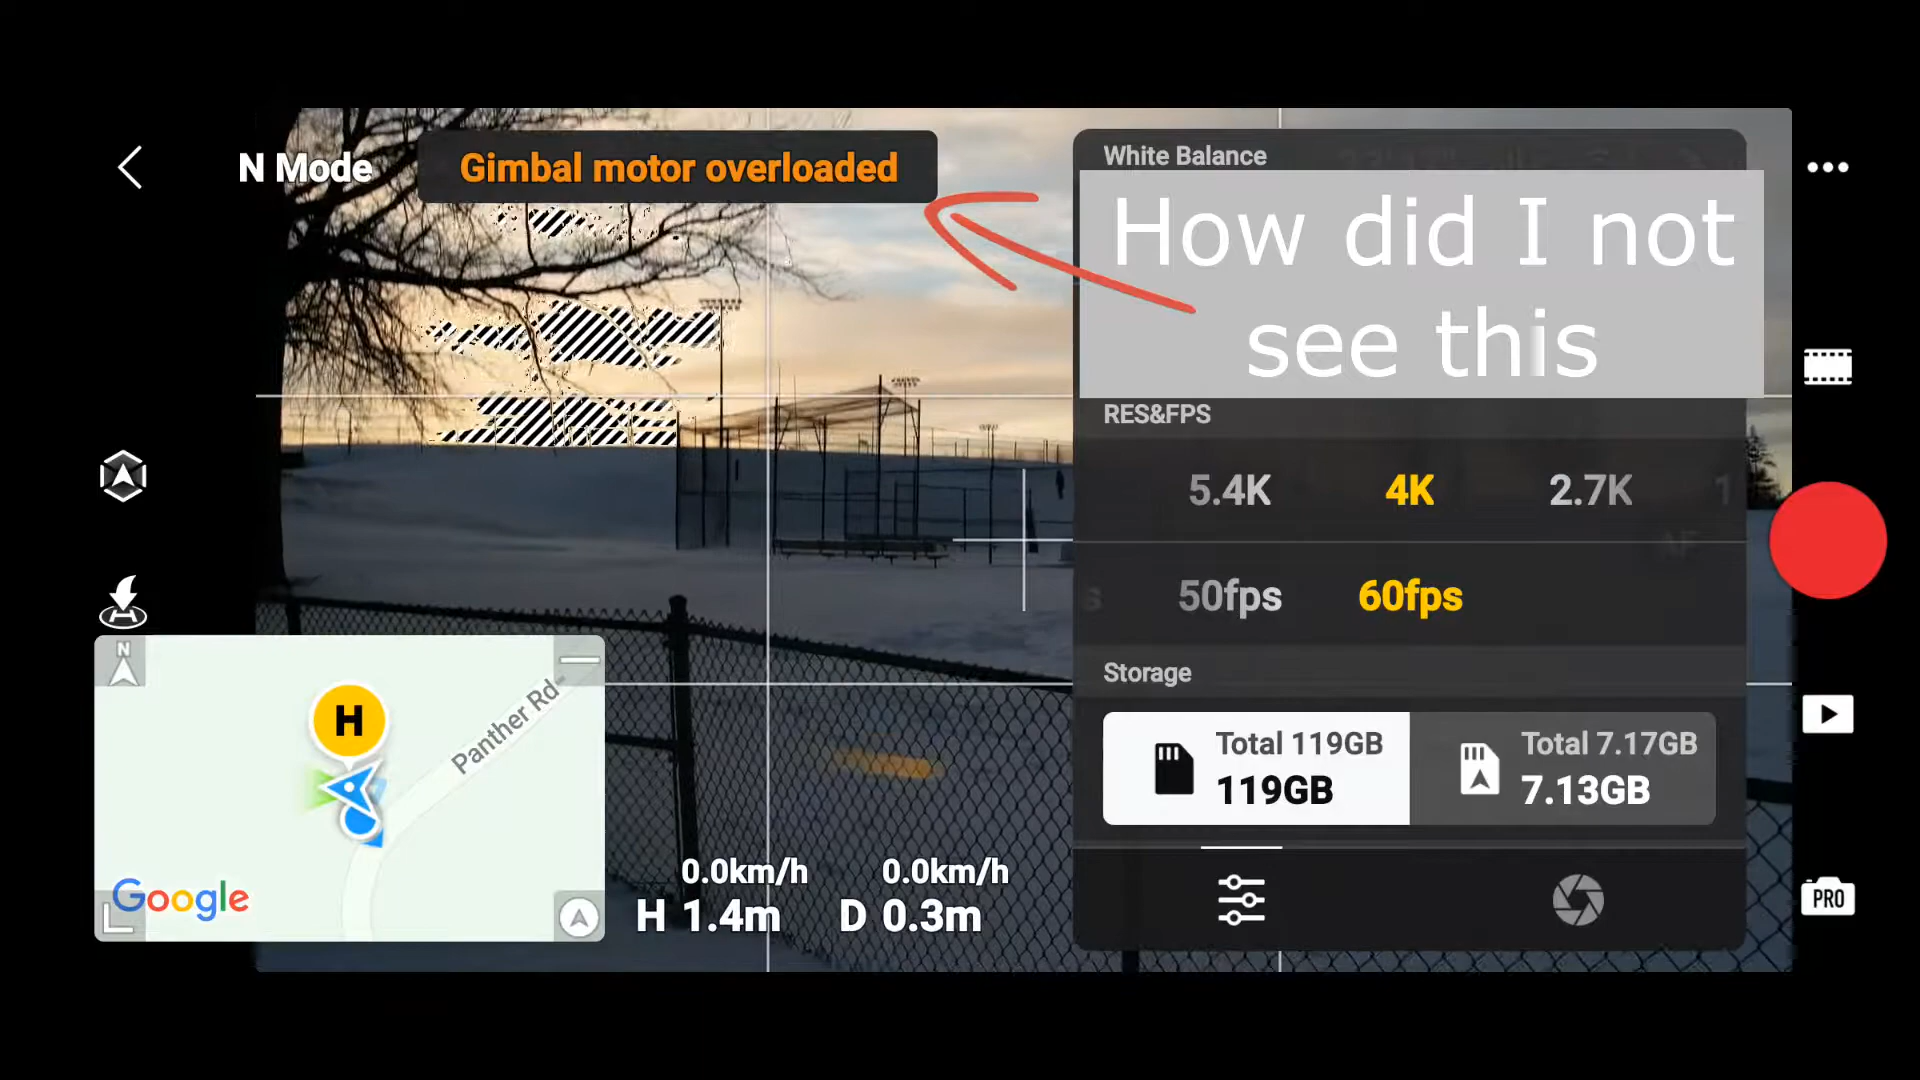 N Mode
Gimbal motor overloaded
White Balance
How did I not
see this
RES&FPS
5.4K 4K 2.7K 1
50fps 60fps
Storage
Total 119GB
119GB
Total 7.17GB
7.13GB
N
H
Panther Rd
Google
0.0km/h 0.0km/h
H 1.4m D 0.3m
PRO